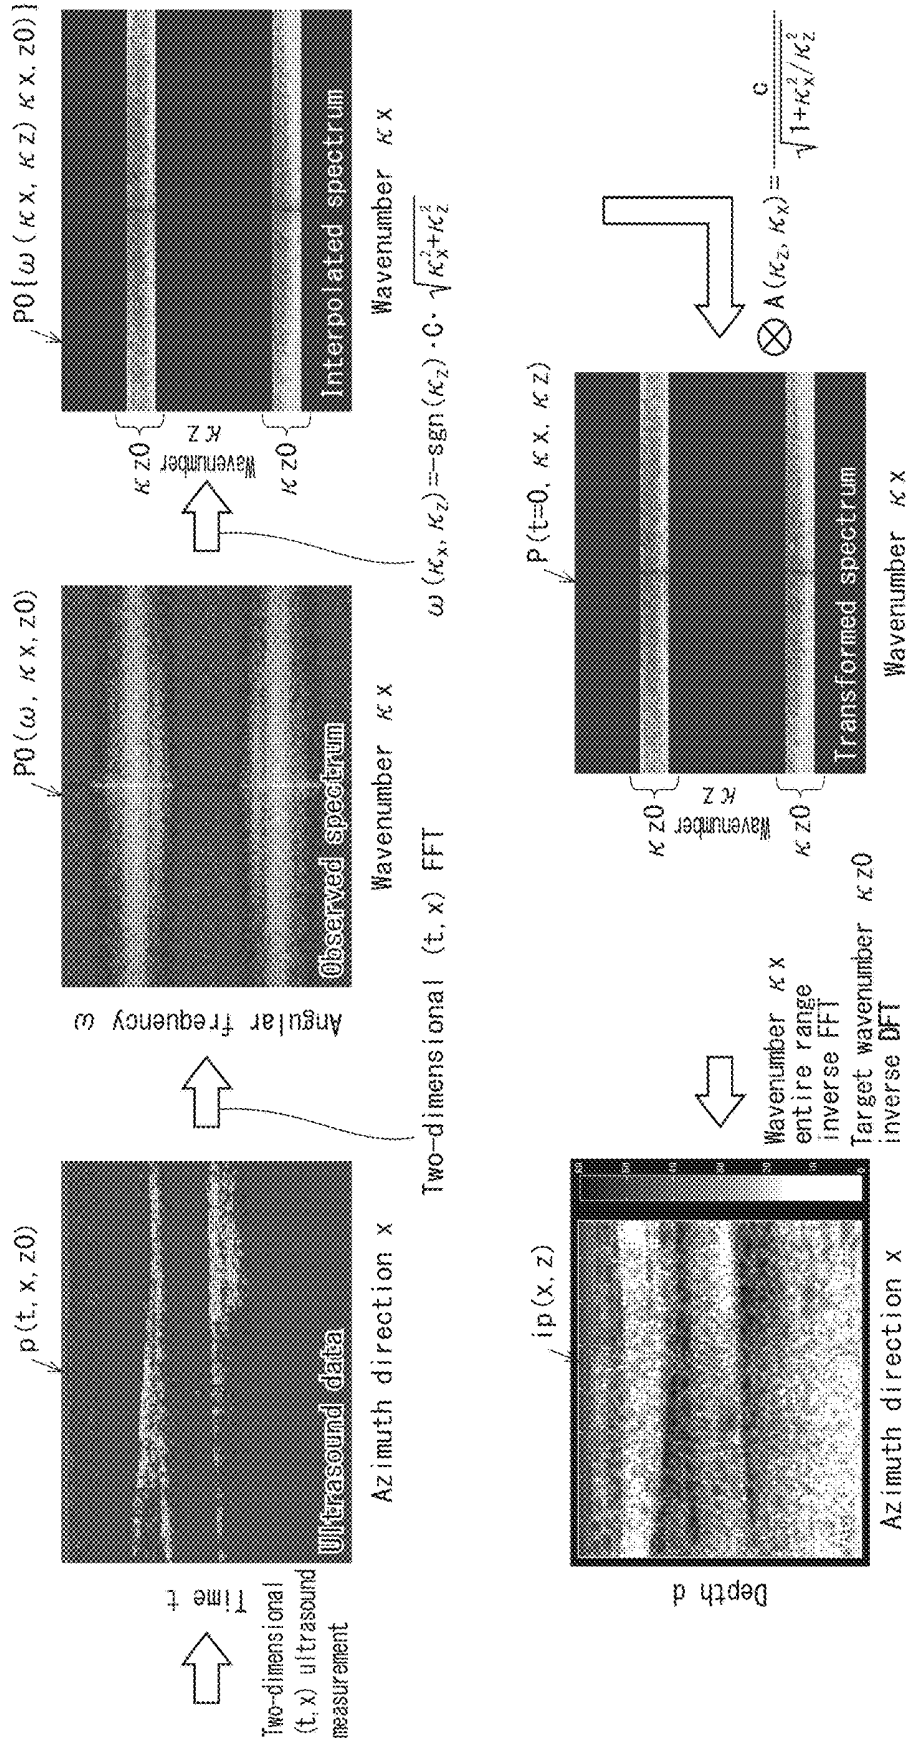 Two-dimensional
(t, x) ultrasound
measurement
p(t, x, z0)
Time t
Ultrasound data
Azimuth direction x
Two-dimensional (t, x) FFT
P0(ω, κx, z0)
Angular frequency ω
Observed spectrum
Wavenumber κx
ω(κx, κz)=-sgn(κz)·C·√κx²+κz²
P0[ω(κx, κz) κx, z0)]
κz0
Wavenumber
κz
κz0
Interpolated spectrum
Wavenumber κx
⊗A(κz, κx)=c/√1+κx²/κz²
P(t=0, κx, κz)
κz0
Wavenumber
κz
κz0
Transformed spectrum
Wavenumber κx
Wavenumber κx
entire range
inverse FFT
Target wavenumber κz0
inverse DFT
ip(x, z)
Depth d
Azimuth direction x